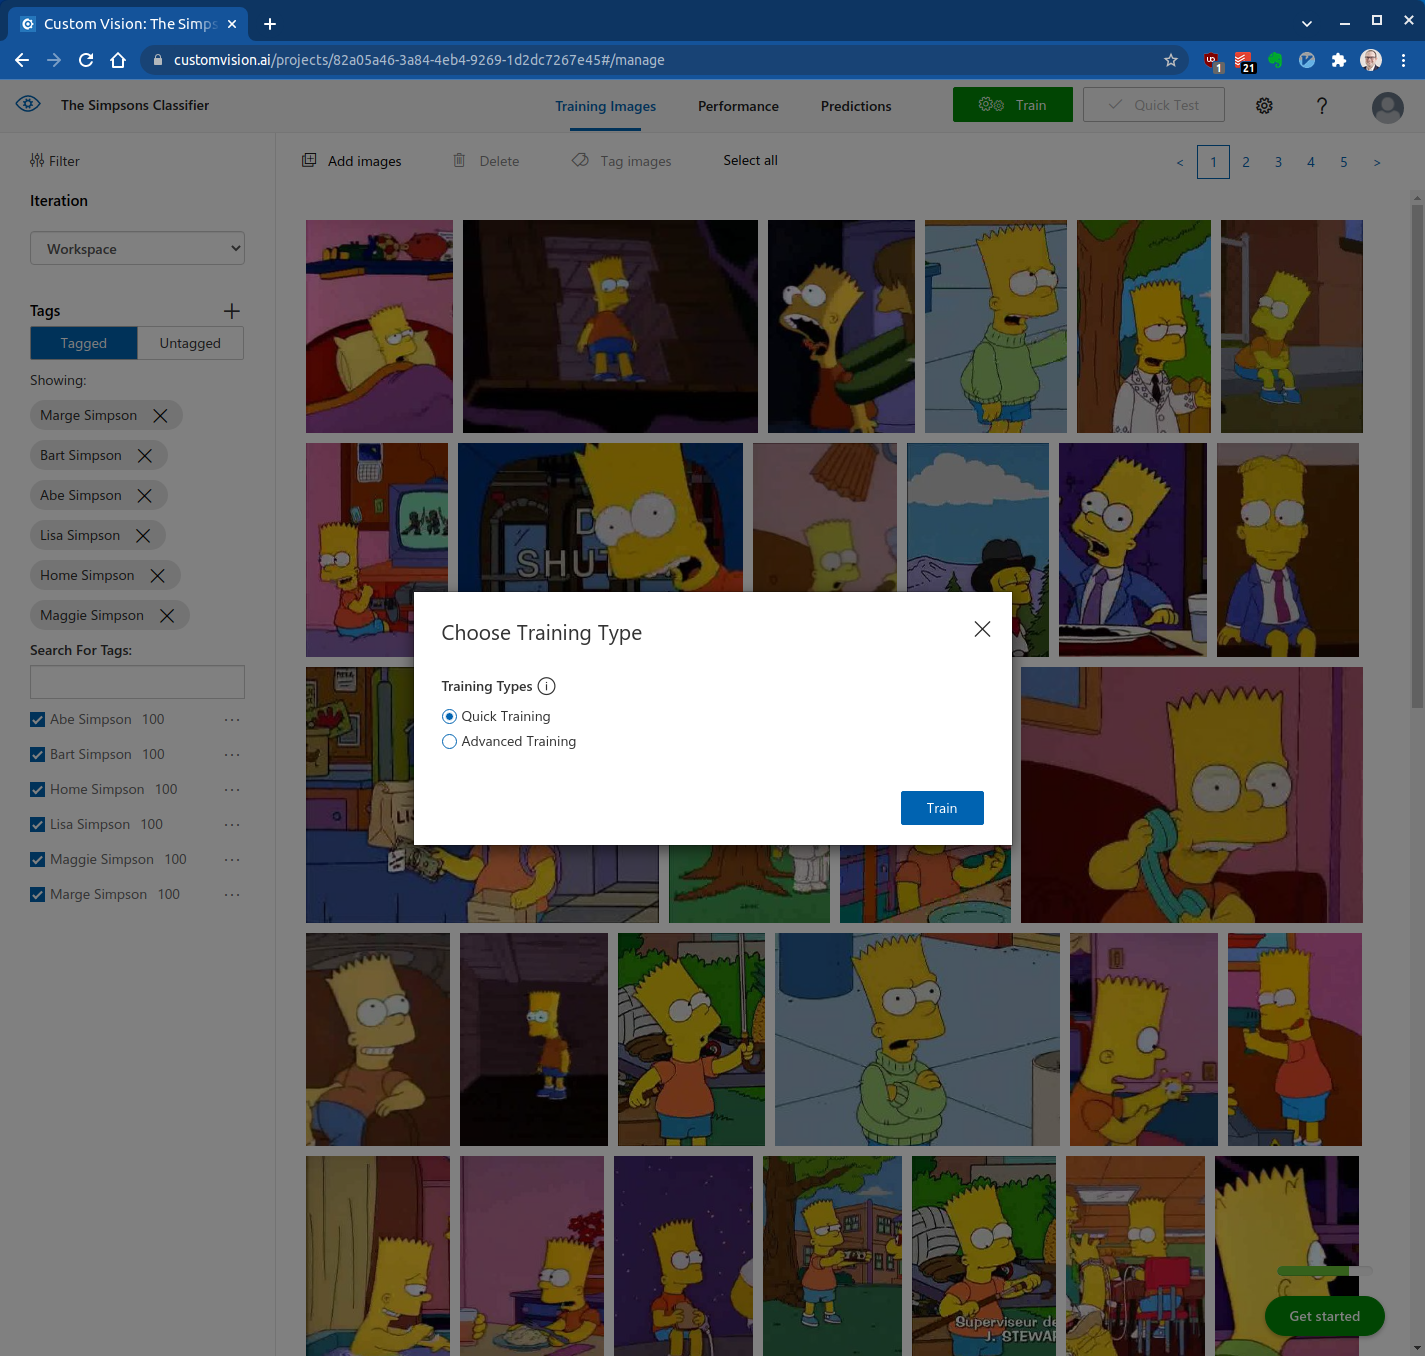 Custom Vision: The Simps
customvision.ai/projects/82a05a46-3a84-4eb4-9269-1d2dc7267e45#/manage
1
21
The Simpsons Classifier
Training Images
Performance
Predictions
Train
Quick Test
?
Filter
Add images
Delete
Tag images
Select all
< 1 2 3 4 5 >
Iteration
Workspace
Tags
Tagged
Untagged
Showing:
Marge Simpson
Bart Simpson
Abe Simpson
Lisa Simpson
Home Simpson
Maggie Simpson
Search For Tags:
Abe Simpson 100 ...
Bart Simpson 100 ...
Home Simpson 100 ...
Lisa Simpson 100 ...
Maggie Simpson 100 ...
Marge Simpson 100 ...
D
SHUT
Choose Training Type
Training Types
Quick Training
Advanced Training
Train
LIS
Superviseur de
J. STEWAR
Get started